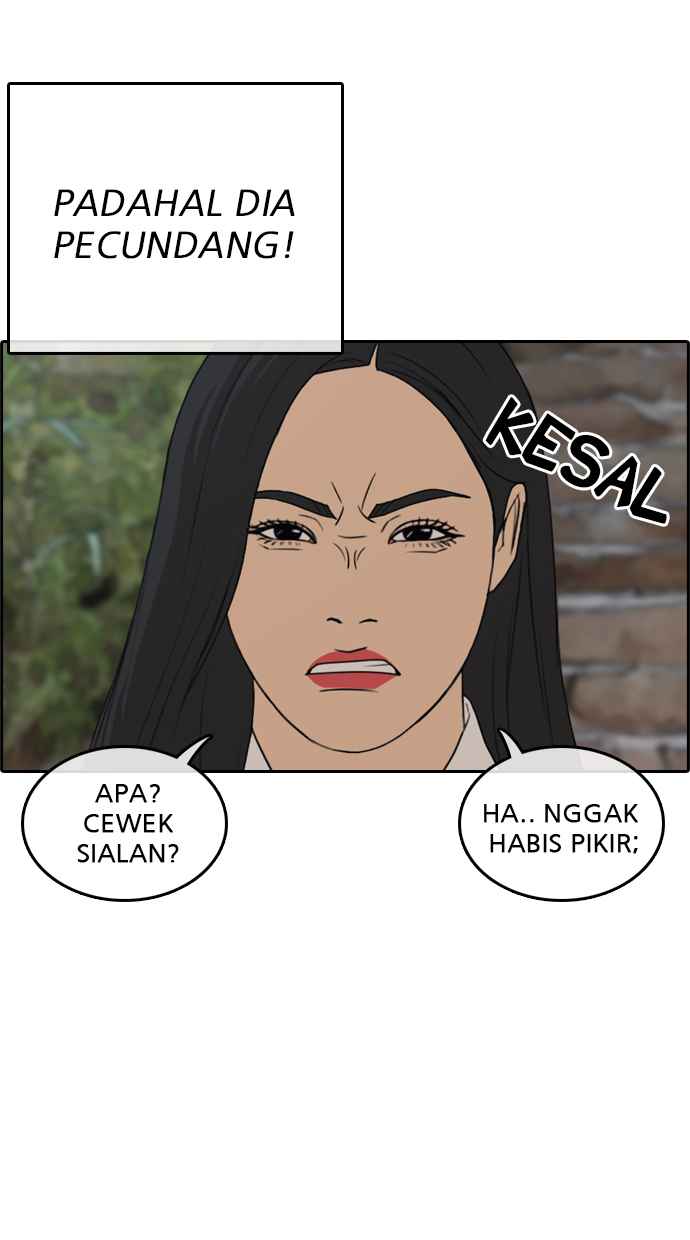 PADAHAL DIA
PECUNDANG!
KESAL
APA?
CEWEK
SIALAN?
HA.. NGGAK
HABIS PIKIR;